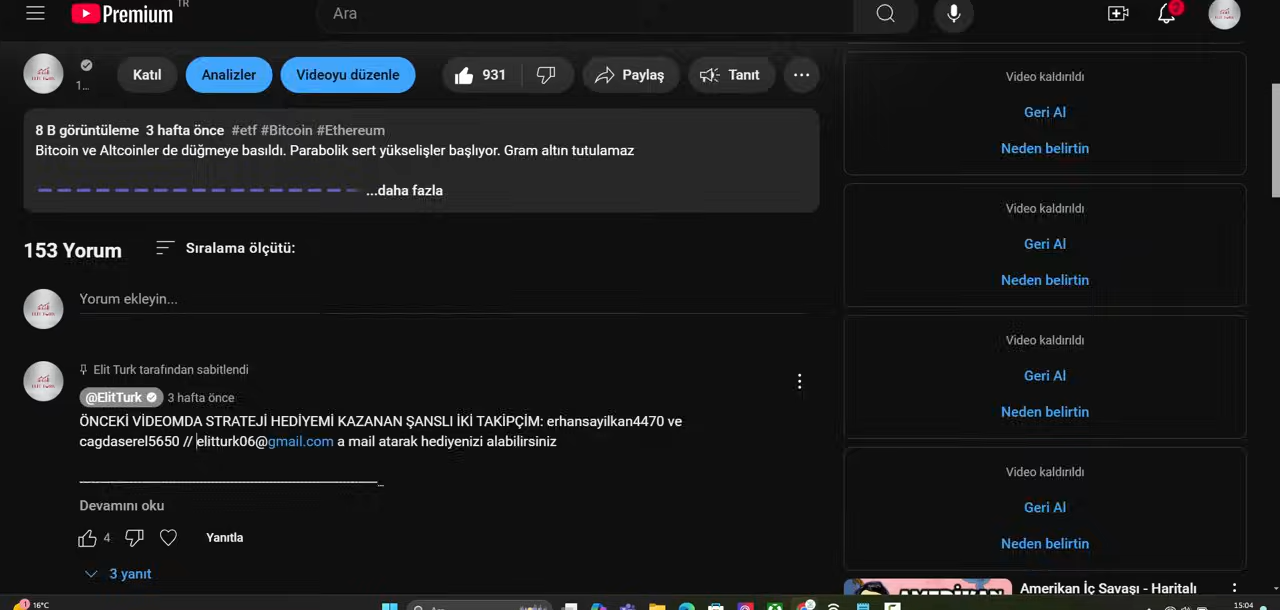 Premium TR
Ara
2
1...
Katıl
Analizler
Videoyu düzenle
931
Paylaş
Tanıt
8 B görüntüleme 3 hafta önce #etf #Bitcoin #Ethereum
Bitcoin ve Altcoinler de düğmeye basıldı. Parabolik sert yükselişler başlıyor. Gram altın tutulamaz
...daha fazla
153 Yorum
Sıralama ölçütü:
Yorum ekleyin...
Elit Turk tarafından sabitlendi
@ElitTurk 3 hafta önce
ÖNCEKİ VİDEOMDA STRATEJİ HEDİYEMİ KAZANAN ŞANSLI İKİ TAKİPÇİM: erhansayilkan4470 ve
cagdaserel5650 // elitturk06@gmail.com a mail atarak hediyenizi alabilirsiniz
Devamını oku
4
Yanıtla
3 yanıt
Video kaldırıldı
Geri Al
Neden belirtin
Video kaldırıldı
Geri Al
Neden belirtin
Video kaldırıldı
Geri Al
Neden belirtin
Video kaldırıldı
Geri Al
Neden belirtin
AMERİKAN
Amerikan İç Savaşı - Haritalı
1
16°C
15:04